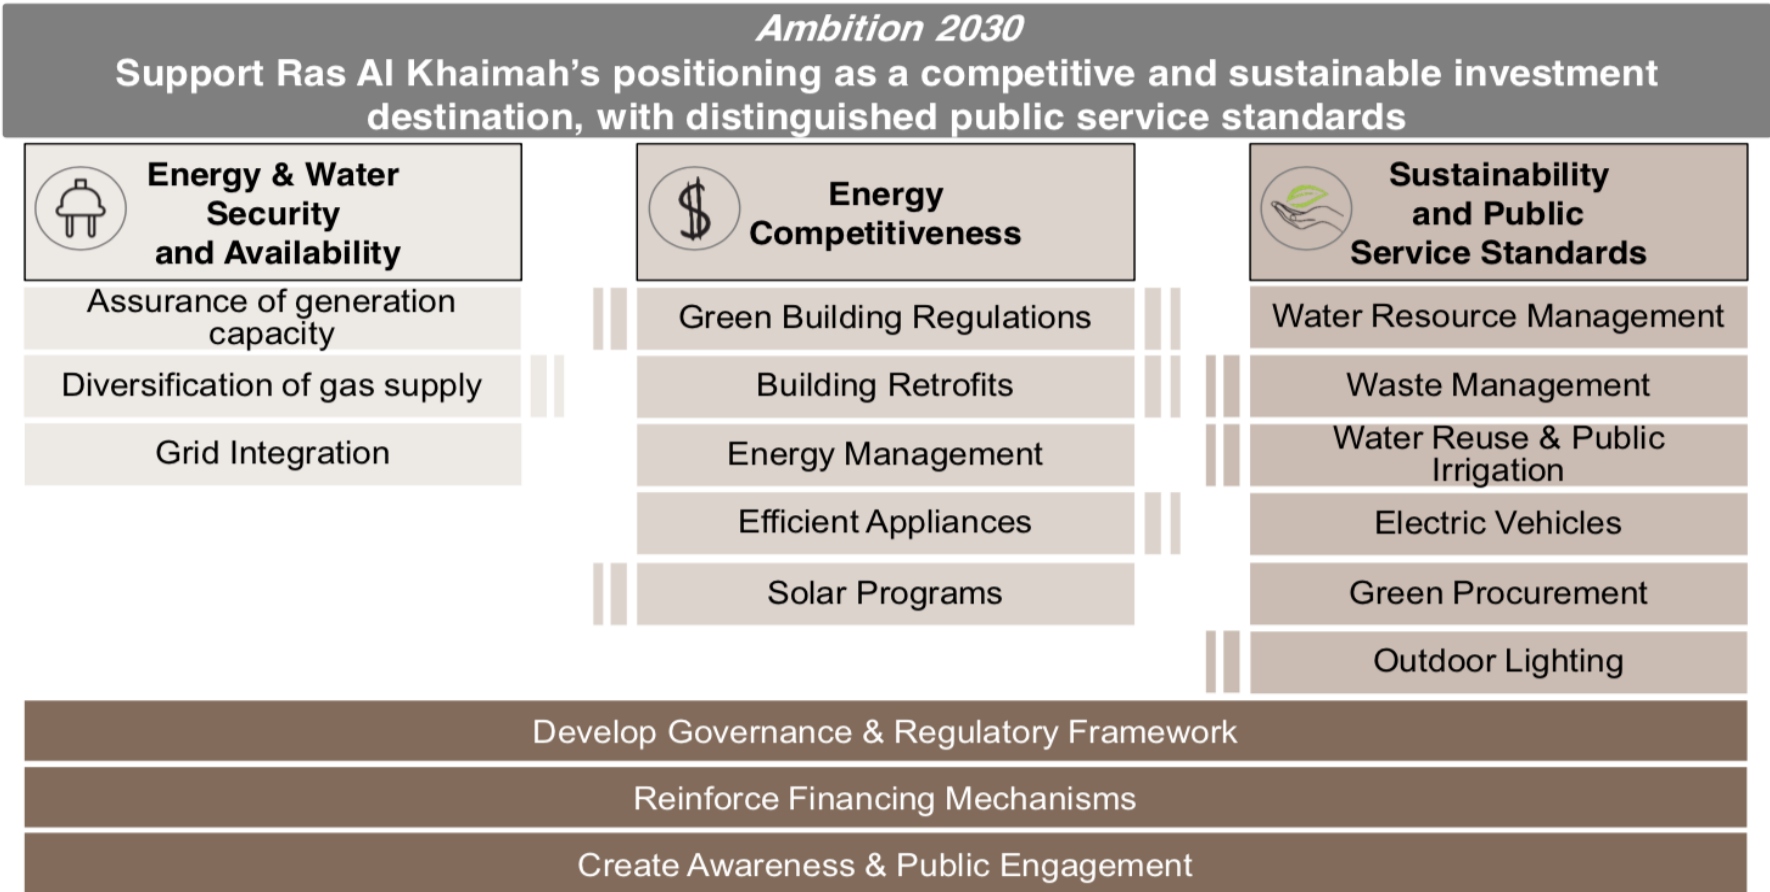 Ambition 2030
Support Ras Al Khaimah’s positioning as a competitive and sustainable investment
destination, with distinguished public service standards
Energy & Water
Security
and Availability
Assurance of generation
capacity
Diversification of gas supply
Grid Integration
Energy
Competitiveness
Green Building Regulations
Building Retrofits
Energy Management
Efficient Appliances
Solar Programs
Sustainability
and Public
Service Standards
Water Resource Management
Waste Management
Water Reuse & Public
Irrigation
Electric Vehicles
Green Procurement
Outdoor Lighting
Develop Governance & Regulatory Framework
Reinforce Financing Mechanisms
Create Awareness & Public Engagement